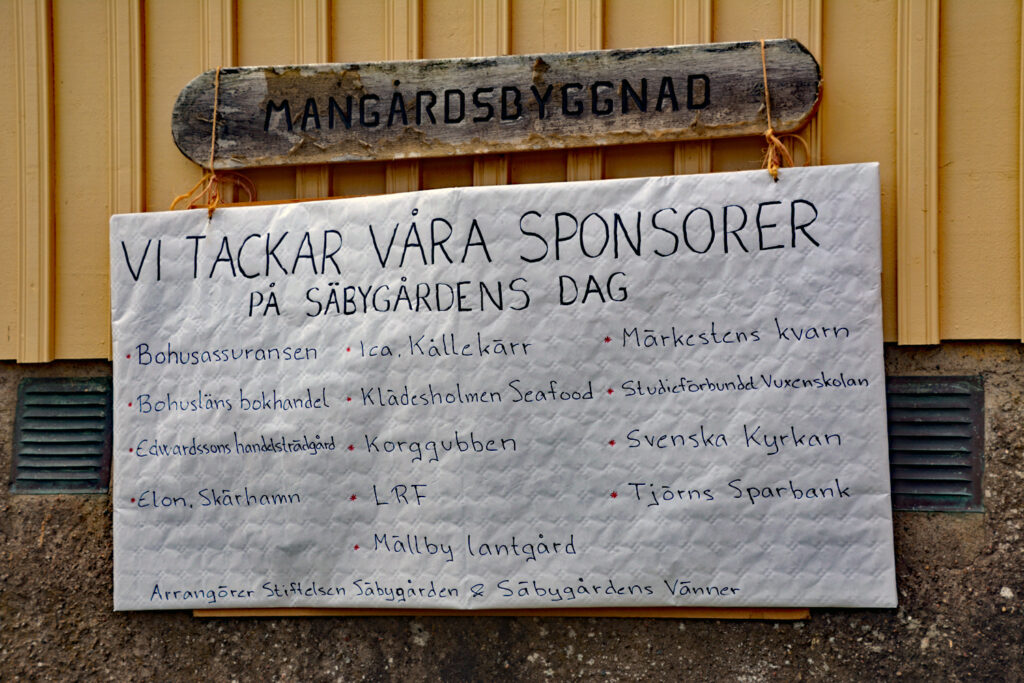 MANGÅRDSBYGGNAD
VI TACKAR VÅRA SPONSORER
PÅ SÄBYGÅRDENS DAG
• Bohusassuransen
• Bohusläns bokhandel
• Edwardssons handelsträdgård
• Elon, Skärhamn
• Ica, Kållekärr
• Klädesholmen Seafood
• Korggubben
• LRF
• Mällby lantgård
• Märkestens kvarn
• Studieförbundet Vuxenskolan
• Svenska Kyrkan
• Tjörns Sparbank
Arrangörer Stiftelsen Säbygården & Säbygårdens Vänner